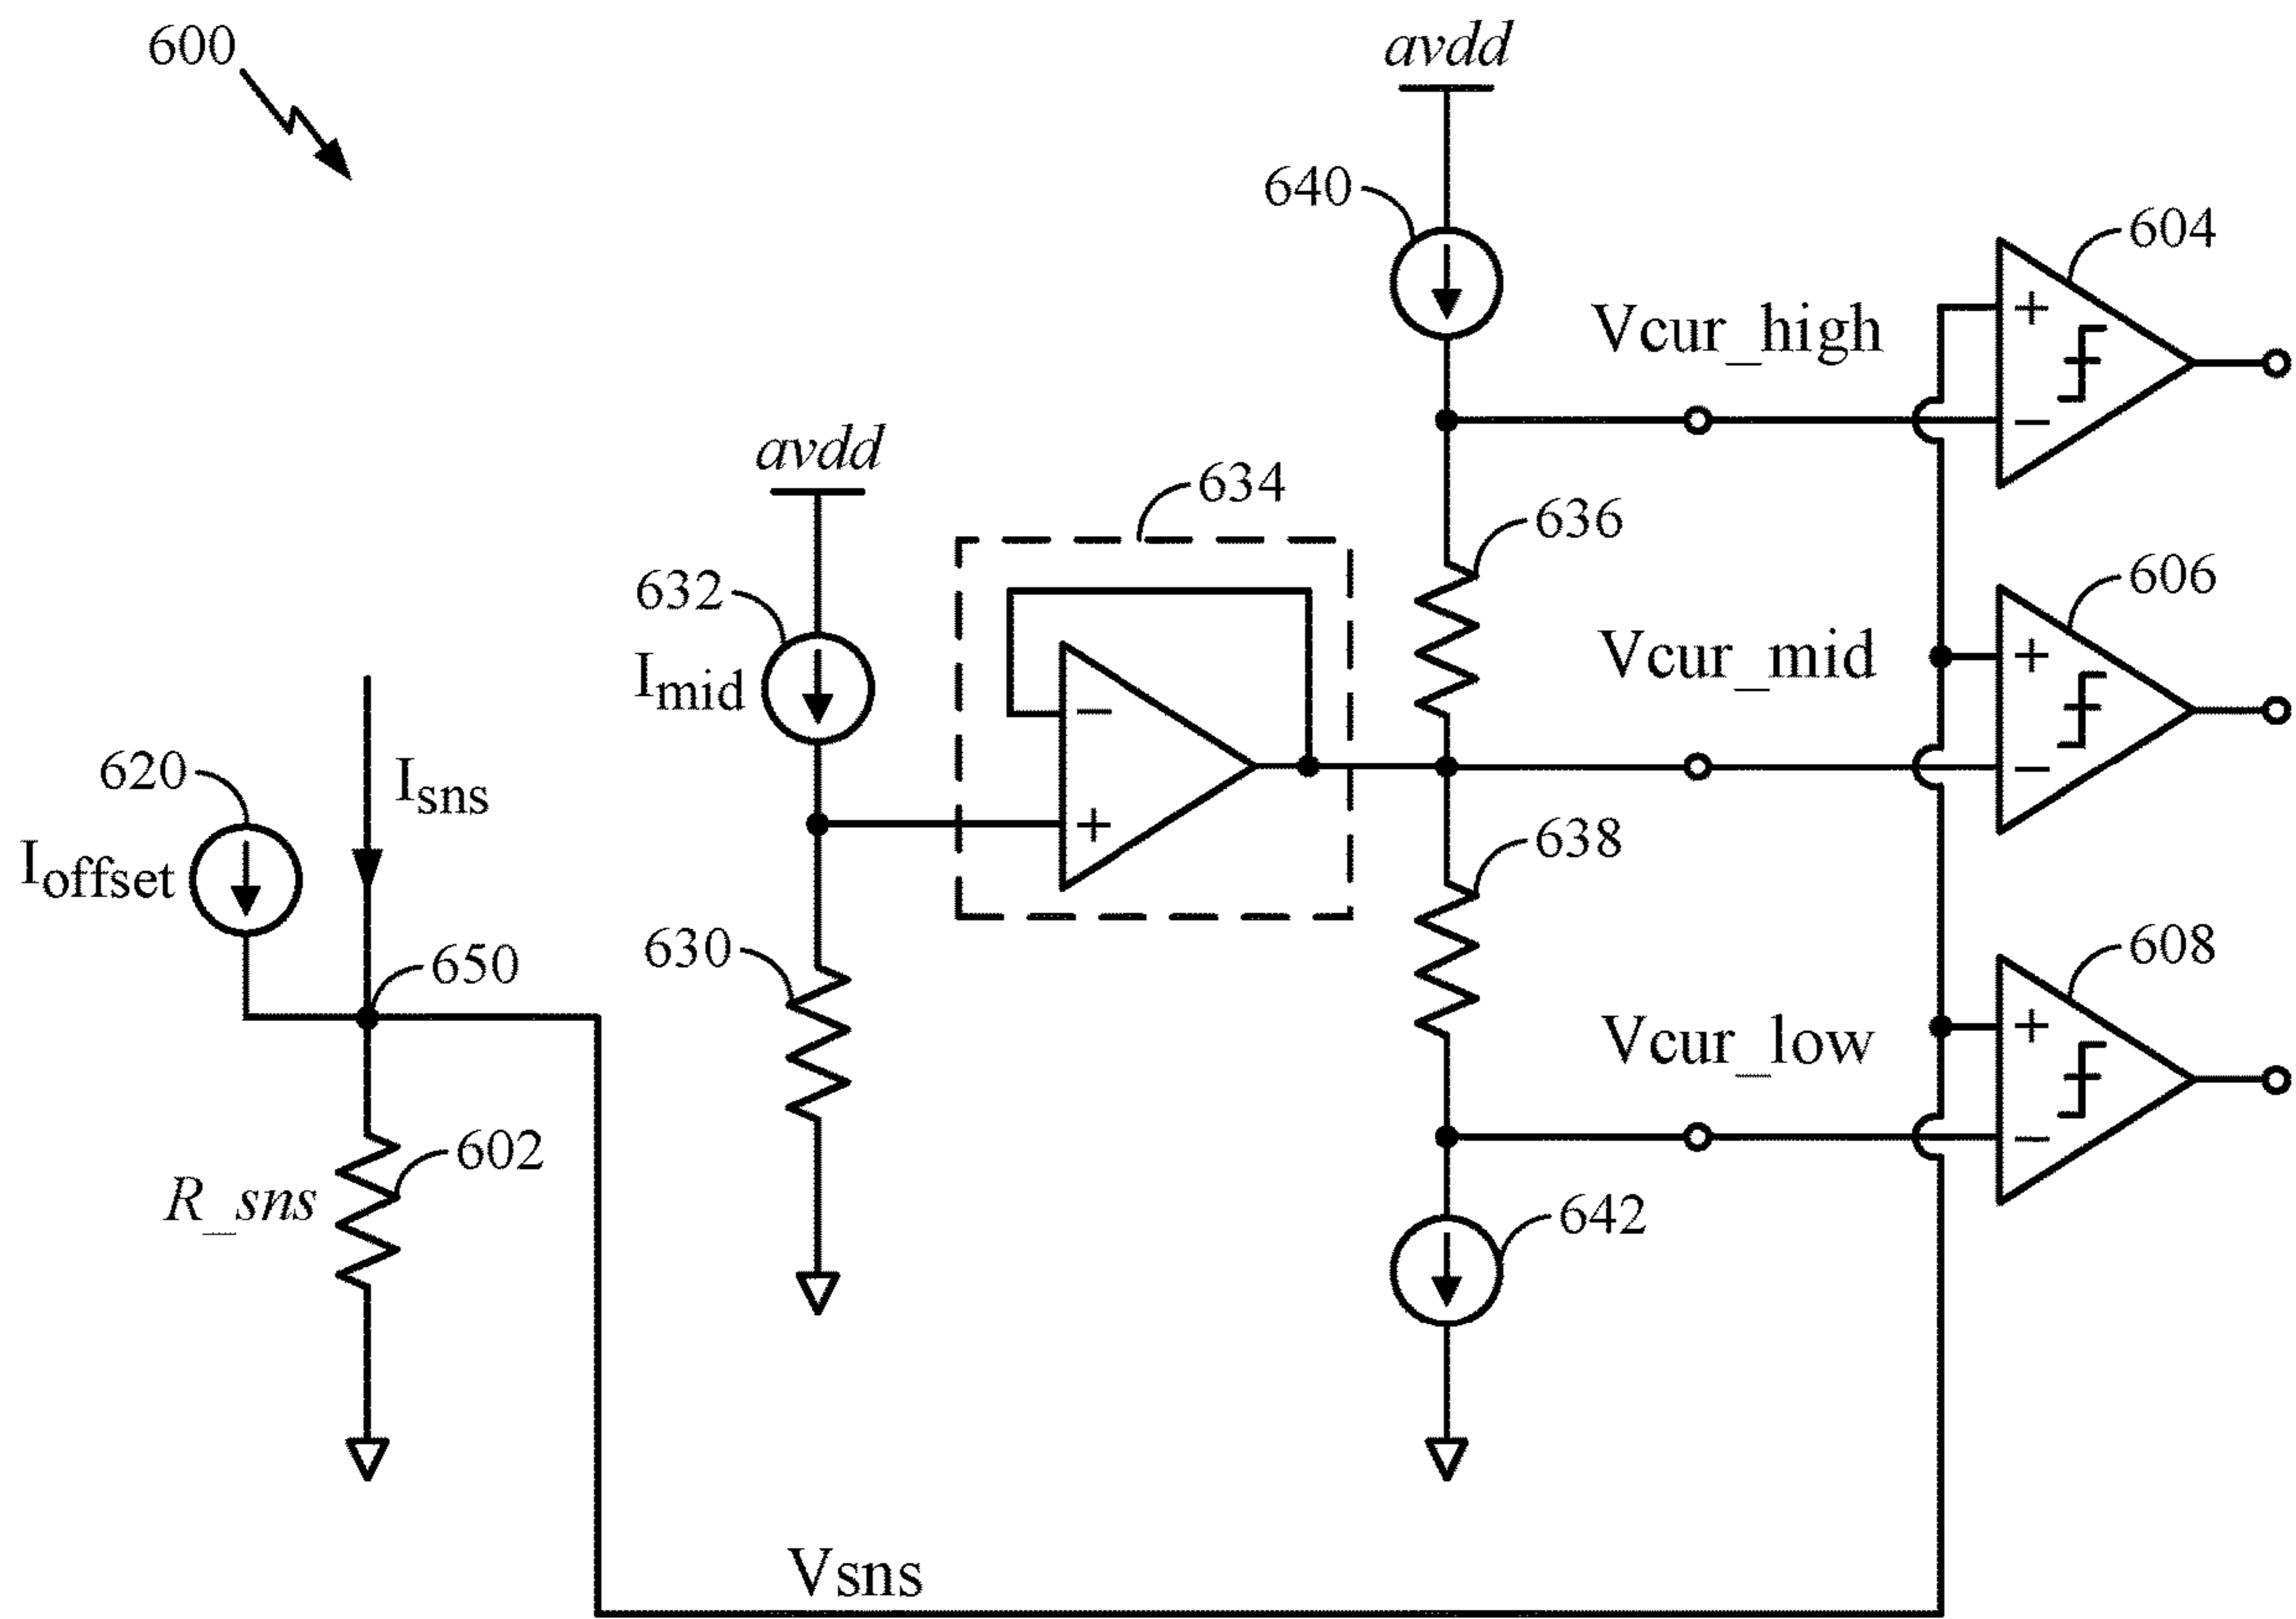 600
avdd
640
604
Vcur_high
+
−
avdd
634
636
632
606
Imid
Vcur_mid
−
+
+
−
620
Isns
638
Ioffset
+
630
650
608
Vcur_low
+
−
602
R_sns
642
Vsns